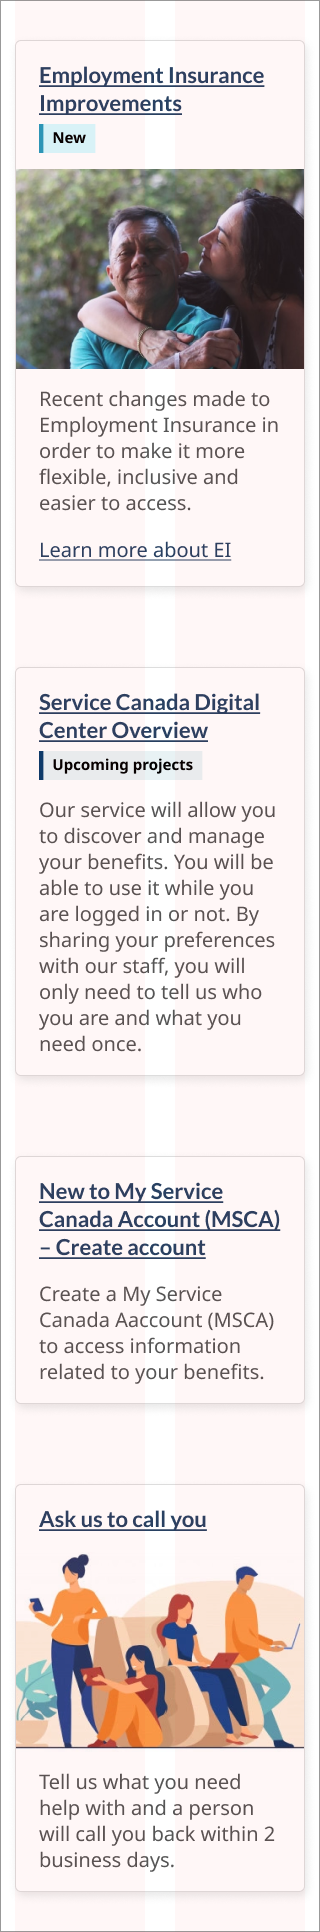 Employment Insurance
Improvements
New
Recent changes made to
Employment Insurance in
order to make it more
flexible, inclusive and
easier to access.
Learn more about EI
Service Canada Digital
Center Overview
Upcoming projects
Our service will allow you
to discover and manage
your benefits. You will be
able to use it while you
are logged in or not. By
sharing your preferences
with our staff, you will
only need to tell us who
you are and what you
need once.
New to My Service
Canada Account (MSCA)
– Create account
Create a My Service
Canada Aaccount (MSCA)
to access information
related to your benefits.
Ask us to call you
Tell us what you need
help with and a person
will call you back within 2
business days.